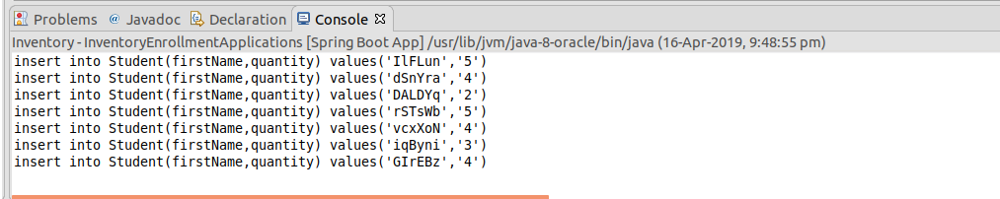 Problems @ Javadoc Declaration Console
Inventory - InventoryEnrollmentApplications [Spring Boot App] /usr/lib/jvm/java-8-oracle/bin/java (16-Apr-2019, 9:48:55 pm)
insert into Student(firstName,quantity) values('IlFLun','5')
insert into Student(firstName,quantity) values('dSnYra','4')
insert into Student(firstName,quantity) values('DALDYq','2')
insert into Student(firstName,quantity) values('rSTsWb','5')
insert into Student(firstName,quantity) values('vcxXoN','4')
insert into Student(firstName,quantity) values('iqByni','3')
insert into Student(firstName,quantity) values('GIrEBz','4')